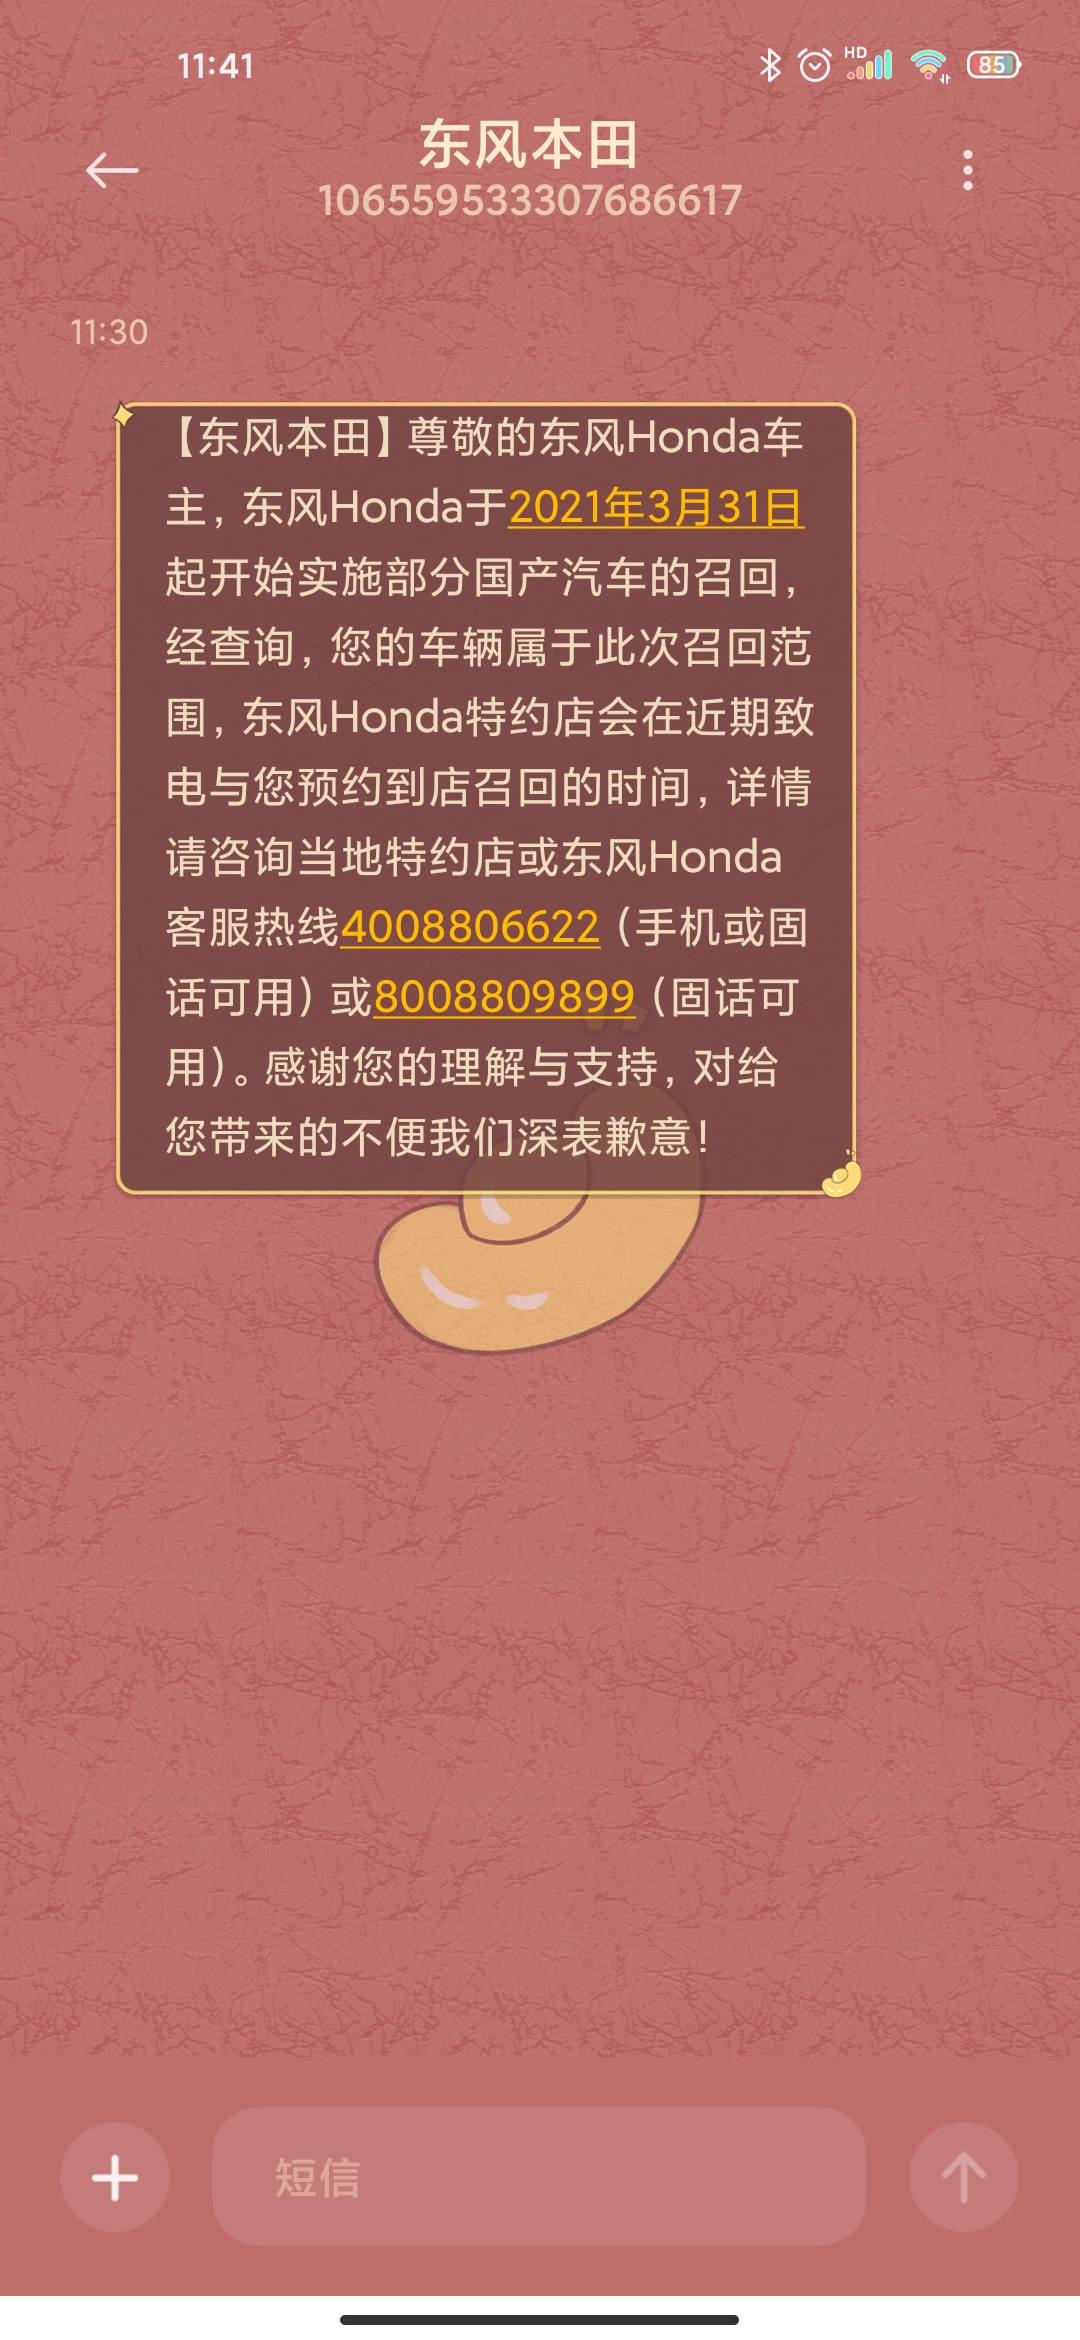 11:41
HD
85
东风本田
106559533307686617
11:30
【东风本田】尊敬的东风Honda车
主，东风Honda于2021年3月31日
起开始实施部分国产汽车的召回，
经查询，您的车辆属于此次召回范
围，东风Honda特约店会在近期致
电与您预约到店召回的时间，详情
请咨询当地特约店或东风Honda
客服热线4008806622（手机或固
话可用）或8008809899（固话可
用）。感谢您的理解与支持，对给
您带来的不便我们深表歉意！
短信